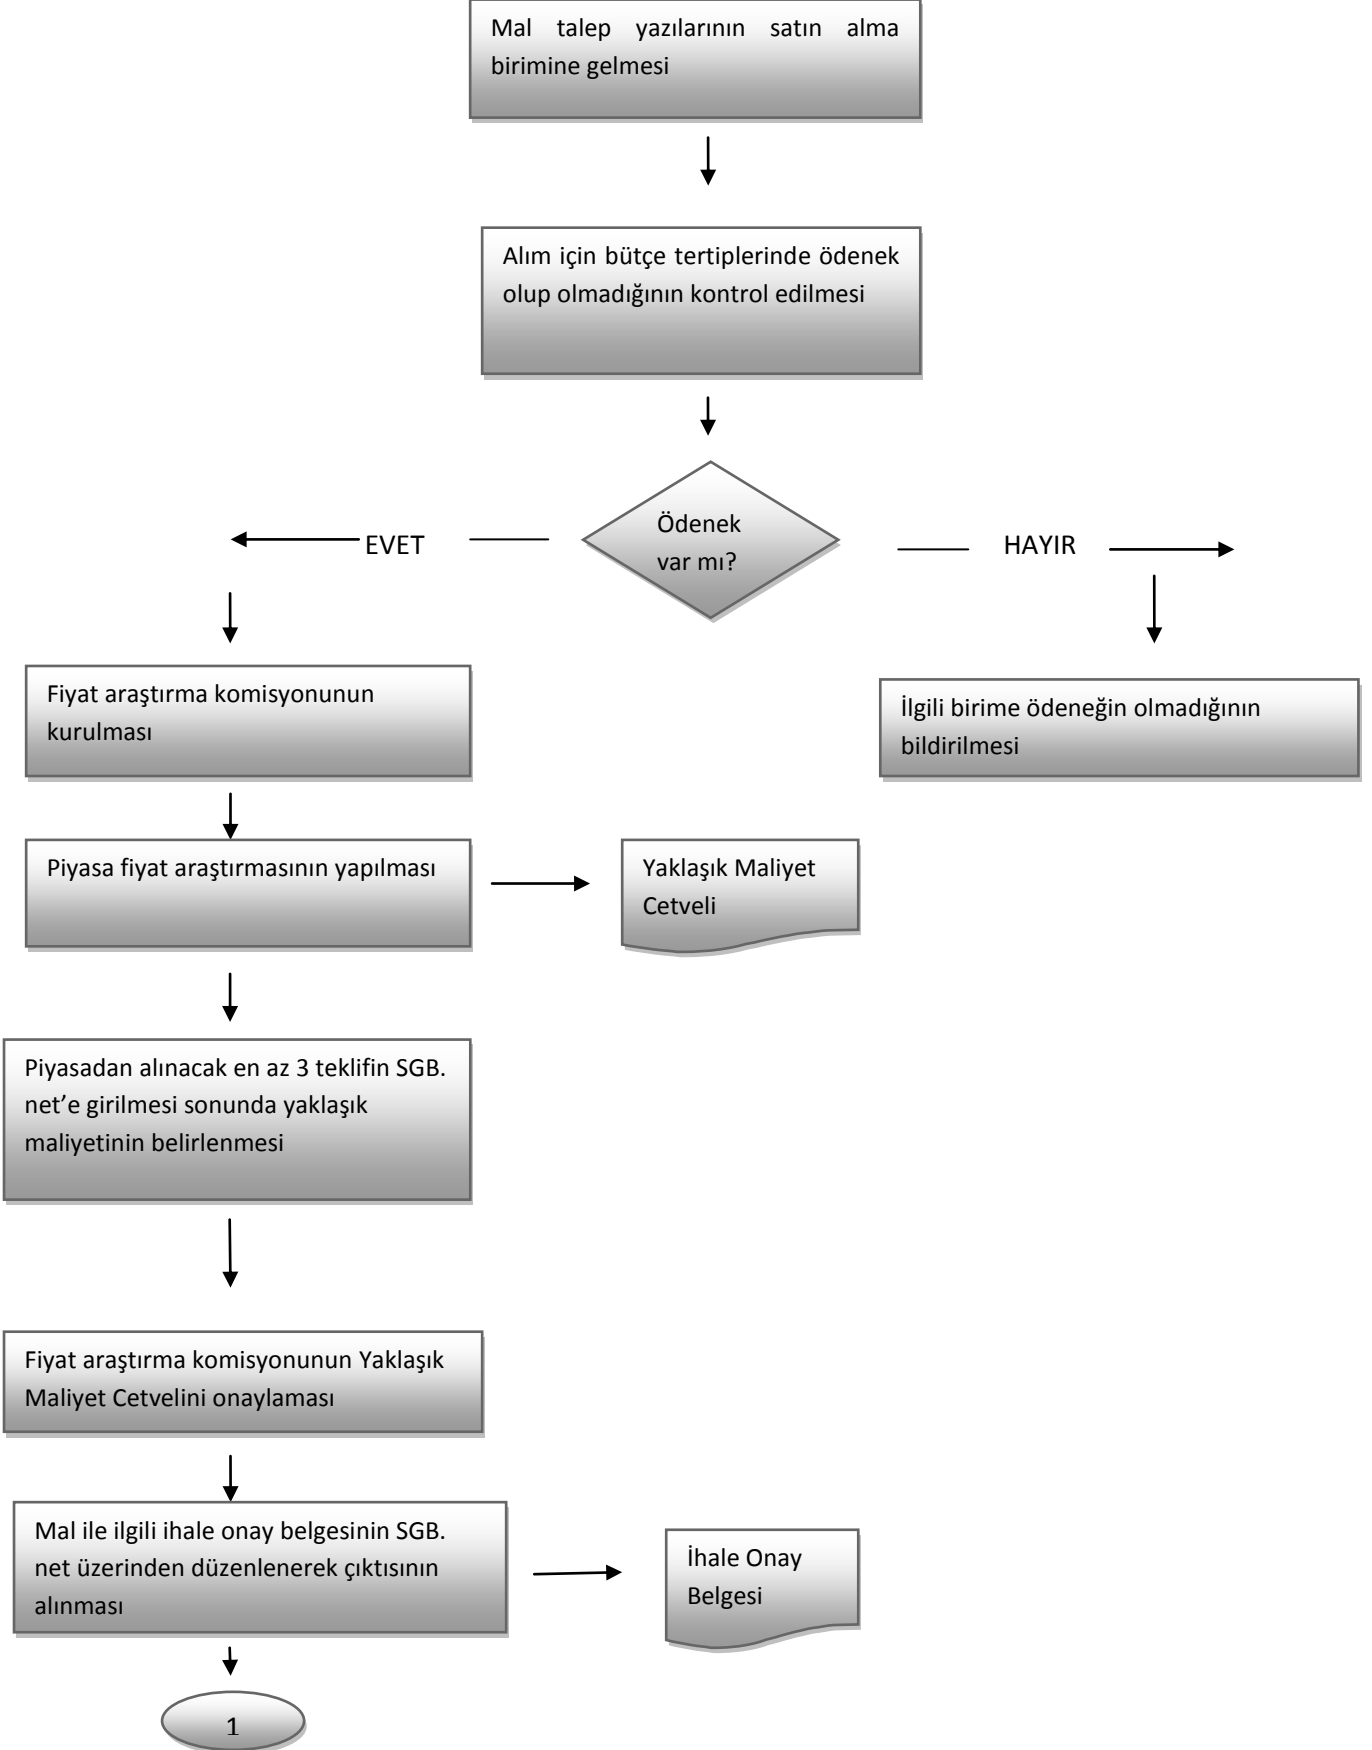 Mal talep yazılarının satın alma
birimine gelmesi
Alım için bütçe tertiplerinde ödenek
olup olmadığının kontrol edilmesi
Ödenek
var mı?
EVET
HAYIR
Fiyat araştırma komisyonunun
kurulması
İlgili birime ödeneğin olmadığının
bildirilmesi
Piyasa fiyat araştırmasının yapılması
Yaklaşık Maliyet
Cetveli
Piyasadan alınacak en az 3 teklifin SGB.
net’e girilmesi sonunda yaklaşık
maliyetinin belirlenmesi
Fiyat araştırma komisyonunun Yaklaşık
Maliyet Cetvelini onaylaması
Mal ile ilgili ihale onay belgesinin SGB.
net üzerinden düzenlenerek çıktısının
alınması
İhale Onay
Belgesi
1